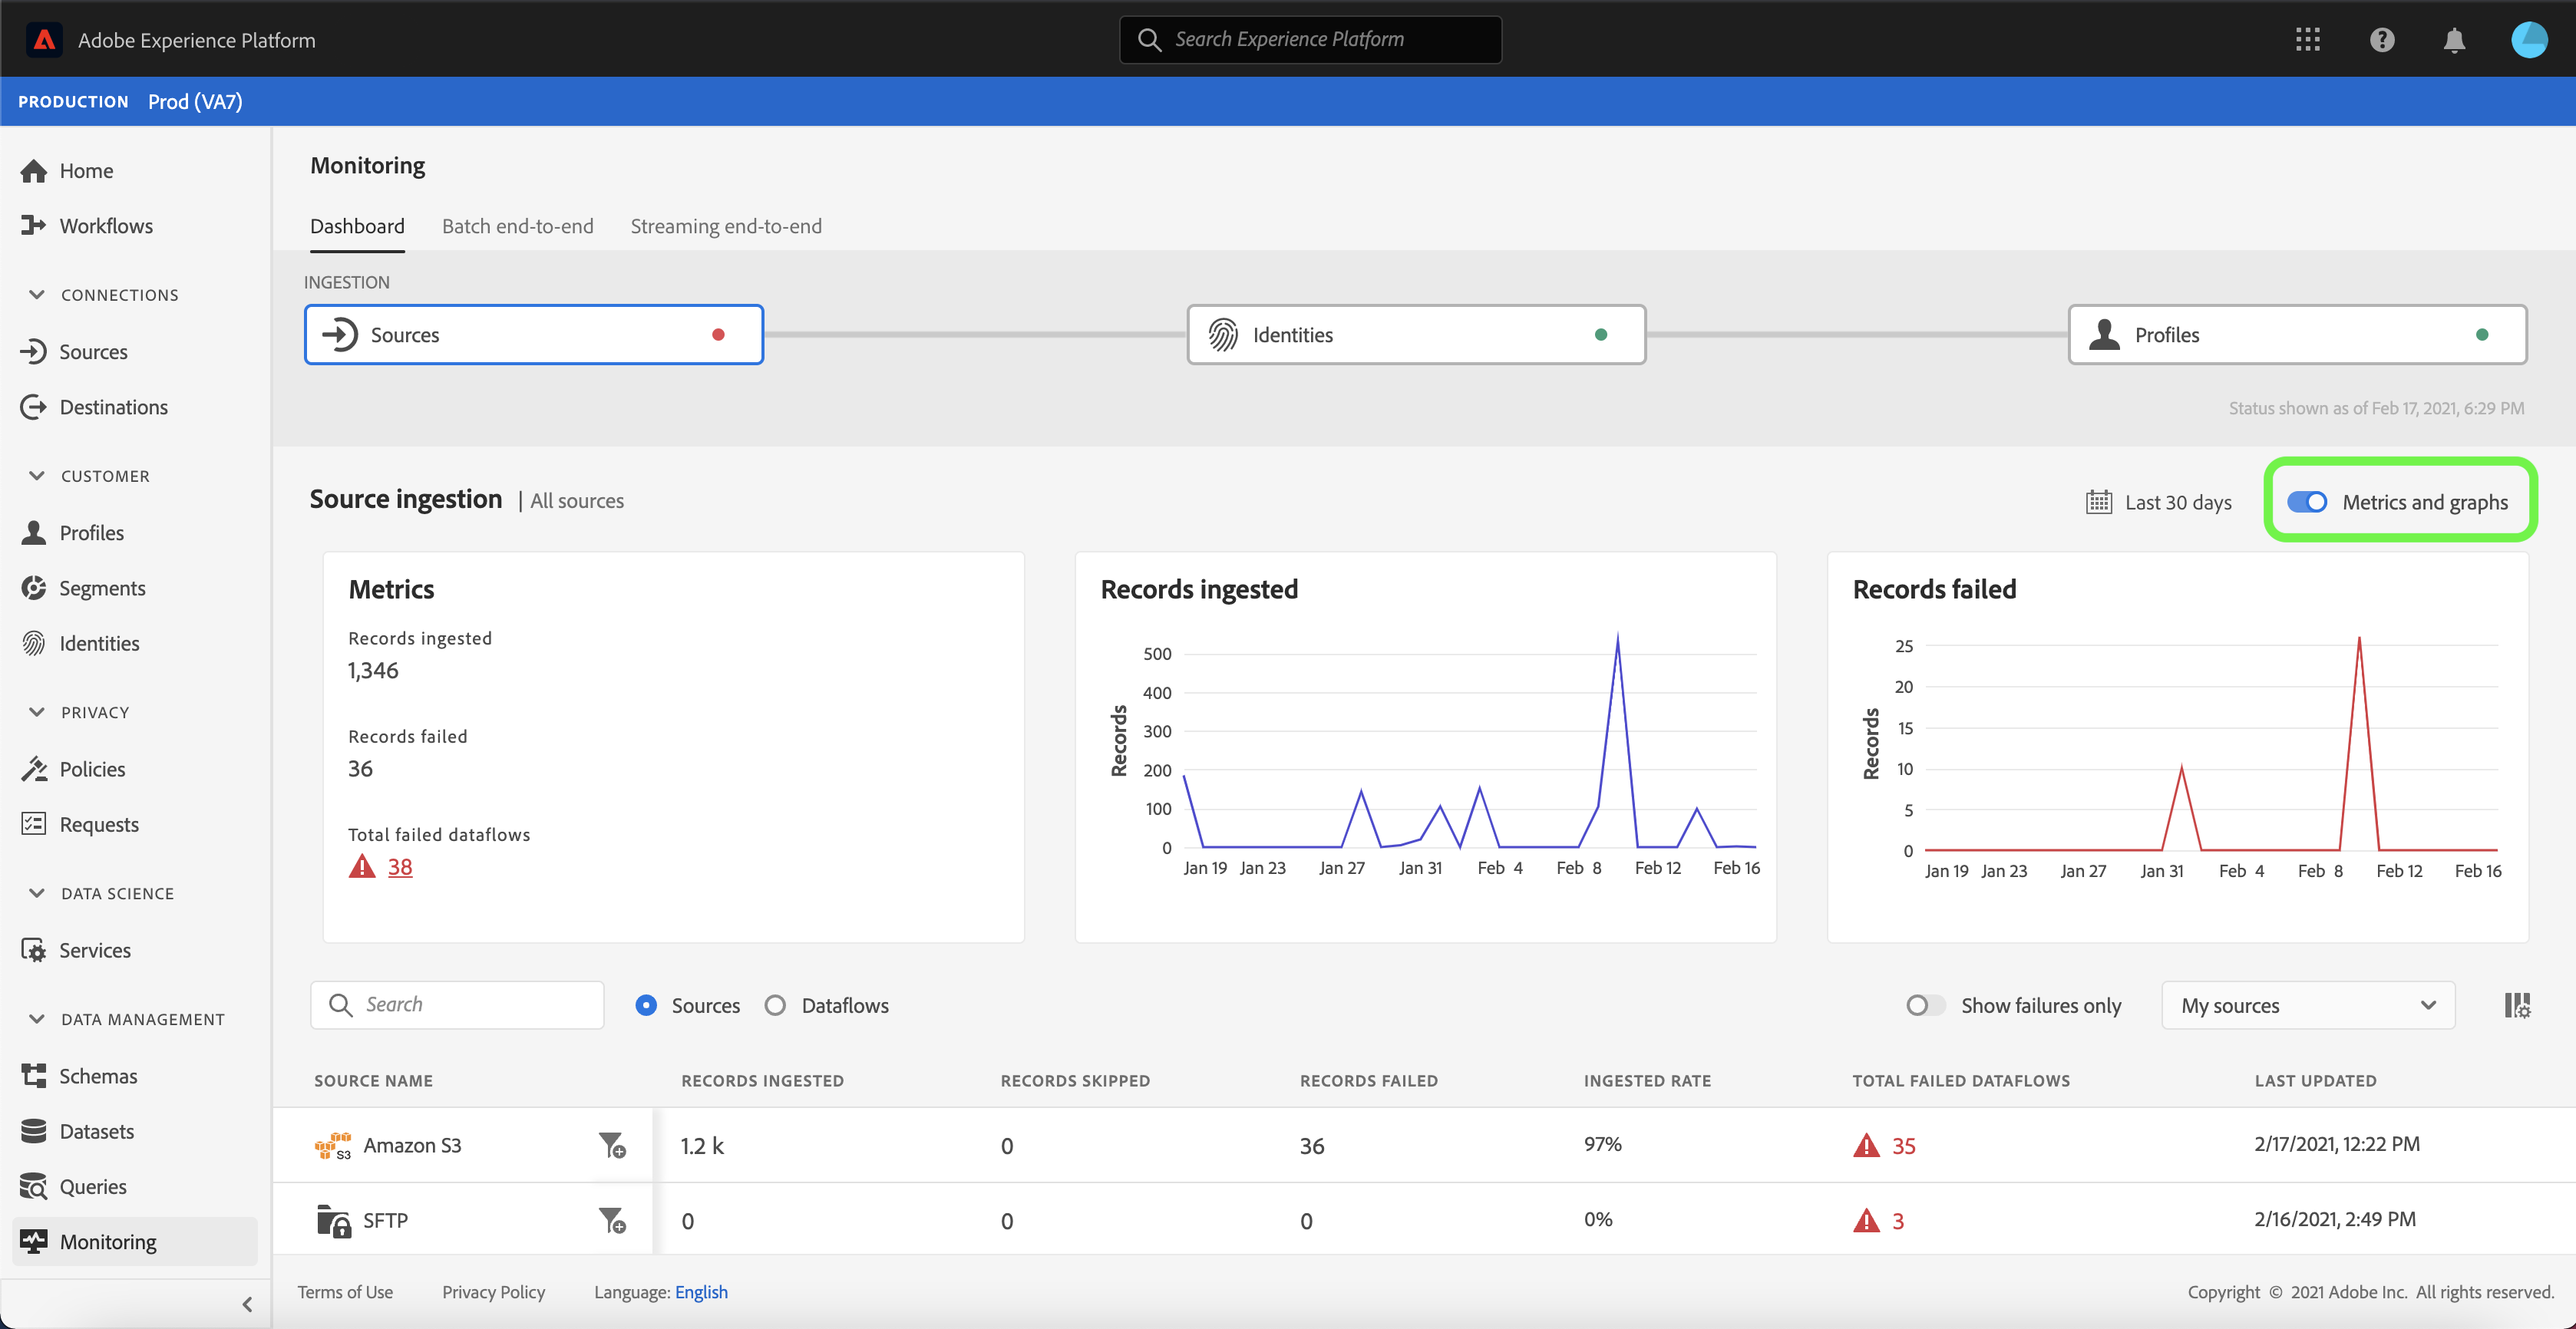 Adobe Experience Platform
Search Experience Platform
PRODUCTION Prod (VA7)
Home
Workflows
CONNECTIONS
Sources
Destinations
CUSTOMER
Profiles
Segments
Identities
PRIVACY
Policies
Requests
DATA SCIENCE
Services
DATA MANAGEMENT
Schemas
Datasets
Queries
Monitoring
Monitoring
Dashboard Batch end-to-end Streaming end-to-end
INGESTION
Sources Identities Profiles
Status shown as of Feb 17, 2021, 6:29 PM
Source ingestion | All sources Last 30 days Metrics and graphs
Metrics
Records ingested
1,346
Records failed
36
Total failed dataflows
38
Records ingested
Records
500
400
300
200
100
0
Jan 19 Jan 23 Jan 27 Jan 31 Feb 4 Feb 8 Feb 12 Feb 16
Records failed
Records
25
20
15
10
5
0
Jan 19 Jan 23 Jan 27 Jan 31 Feb 4 Feb 8 Feb 12 Feb 16
Search Sources Dataflows Show failures only My sources
SOURCE NAME RECORDS INGESTED RECORDS SKIPPED RECORDS FAILED INGESTED RATE TOTAL FAILED DATAFLOWS LAST UPDATED
S3 Amazon S3 1.2 k 0 36 97% 35 2/17/2021, 12:22 PM
SFTP 0 0 0 0% 3 2/16/2021, 2:49 PM
Terms of Use Privacy Policy Language: English Copyright © 2021 Adobe Inc. All rights reserved.